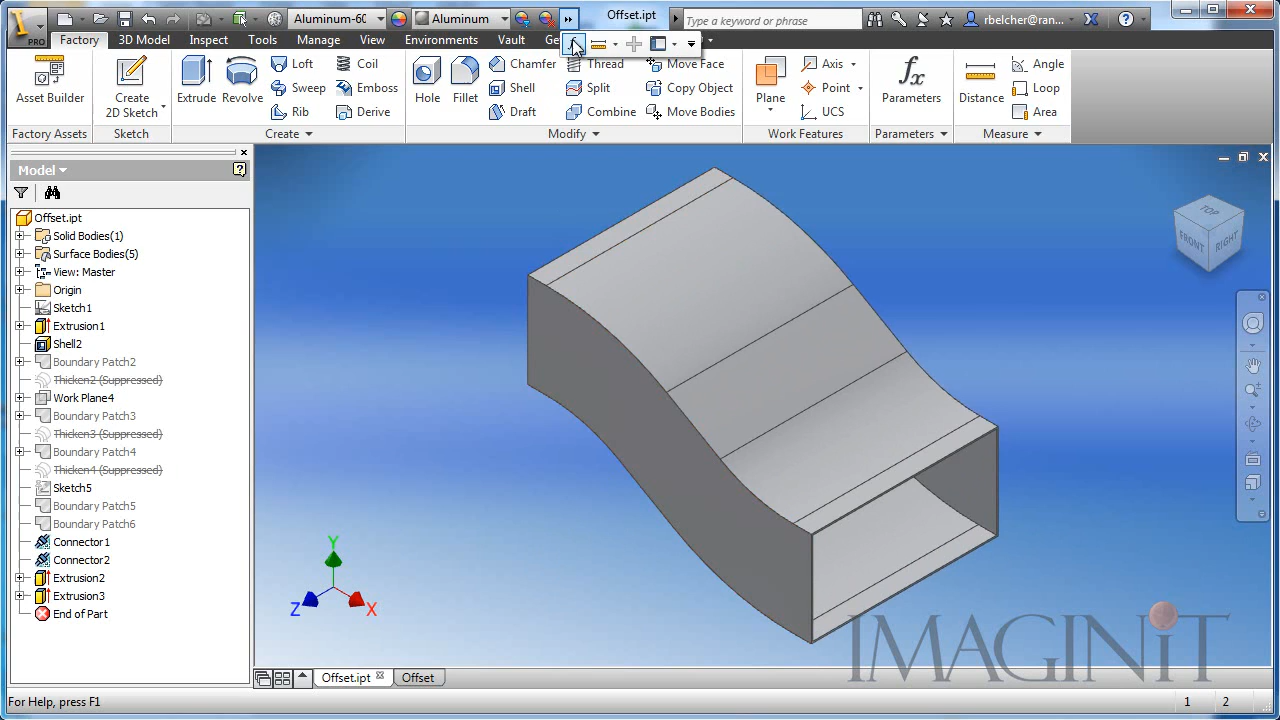 PRO
Aluminum-6C
Aluminum
Offset.ipt
Type a keyword or phrase
rbelcher@ran...
Factory
3D Model
Inspect
Tools
Manage
View
Environments
Vault
Ge
Asset Builder
Create
2D Sketch
Extrude
Revolve
Loft
Sweep
Rib
Coil
Emboss
Derive
Hole
Fillet
Chamfer
Shell
Draft
Thread
Split
Combine
Move Face
Copy Object
Move Bodies
Plane
Axis
Point
UCS
fx
Parameters
Distance
Angle
Loop
Area
Factory Assets
Sketch
Create
Modify
Work Features
Parameters
Measure
Model
Offset.ipt
Solid Bodies(1)
Surface Bodies(5)
View: Master
Origin
Sketch1
Extrusion1
Shell2
Boundary Patch2
Thicken2 (Suppressed)
Work Plane4
Boundary Patch3
Thicken3 (Suppressed)
Boundary Patch4
Thicken4 (Suppressed)
Sketch5
Boundary Patch5
Boundary Patch6
Connector1
Connector2
Extrusion2
Extrusion3
End of Part
TOP
FRONT
RIGHT
Y
Z
X
IMAGINiT
Offset.ipt
Offset
For Help, press F1
1
2